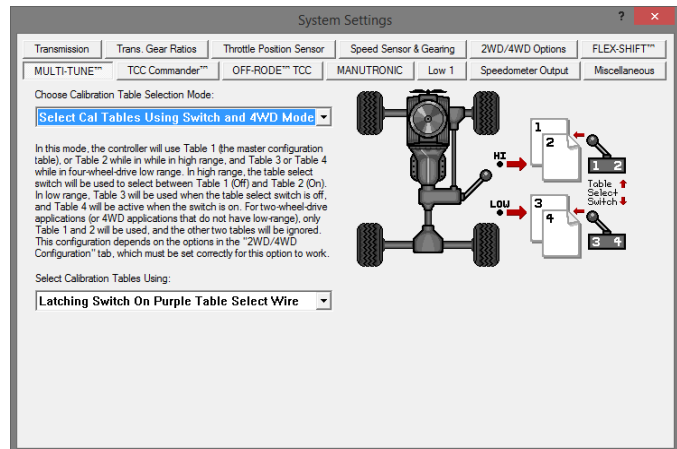 System Settings
?
×
Transmission
Trans. Gear Ratios
Throttle Position Sensor
Speed Sensor & Gearing
2WD/4WD Options
FLEX-SHIFT™
MULTI-TUNE™
TCC Commander™
OFF-RODE™ TCC
MANUTRONIC
Low 1
Speedometer Output
Miscellaneous
Choose Calibration Table Selection Mode:
Select Cal Tables Using Switch and 4WD Mode
In this mode, the controller will use Table 1 (the master configuration
table), or Table 2 while in while in high range, and Table 3 or Table 4
while in four-wheel-drive low range. In high range, the table select
switch will be used to select between Table 1 (Off) and Table 2 (On).
In low range, Table 3 will be used when the table select switch is off,
and Table 4 will be active when the switch is on. For two-wheel-drive
applications (or 4WD applications that do not have low-range), only
Table 1 and 2 will be used, and the other two tables will be ignored.
This configuration depends on the options in the "2WD/4WD
Configuration" tab, which must be set correctly for this option to work.
Select Calibration Tables Using:
Latching Switch On Purple Table Select Wire
HI
1
2
1 2
Table
Select
Switch
LOW
3
4
3 4